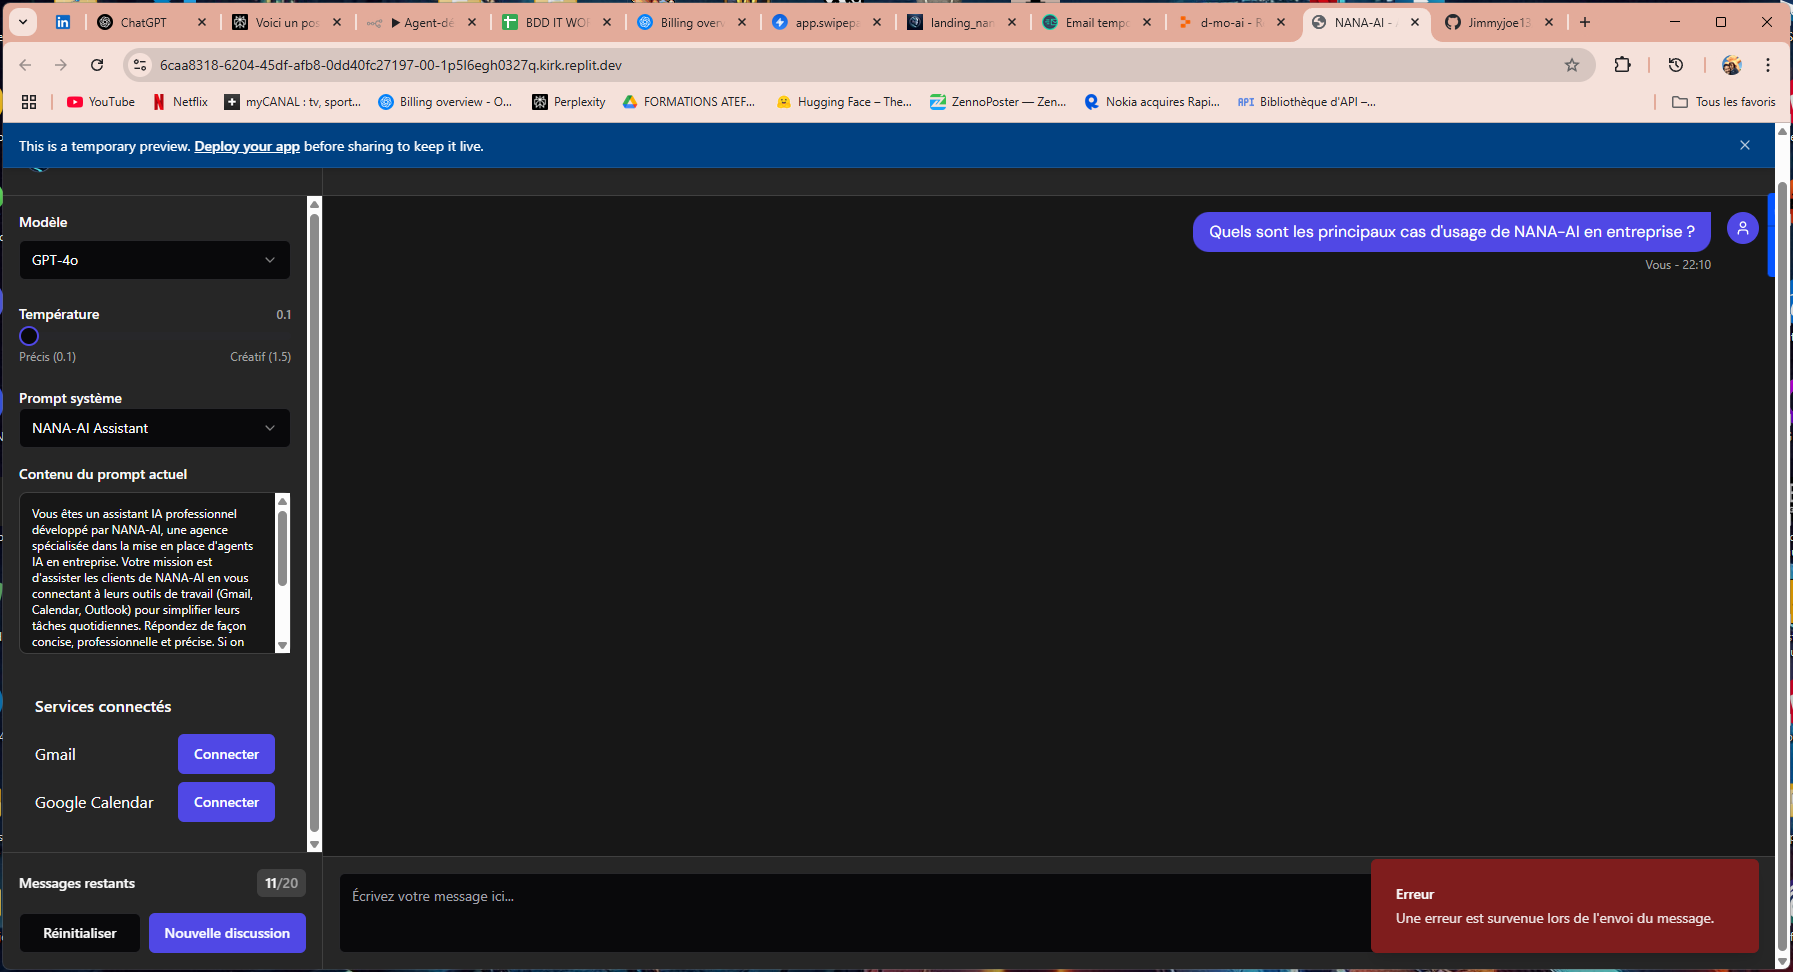 ChatGPT
Voici un pos
Agent-dé
BDD IT WO
Billing over
app.swipepa
landing_nan
Email tempo
d-mo-ai - R
NANA-AI -
Jimmyjoe13
6caa8318-6204-45df-afb8-0dd40fc27197-00-1p5l6egh0327q.kirk.replit.dev
YouTube
Netflix
myCANAL : tv, sport...
Billing overview - O...
Perplexity
FORMATIONS ATEF...
Hugging Face – The...
ZennoPoster — Zen...
Nokia acquires Rapi...
API Bibliothèque d'API –...
Tous les favoris
This is a temporary preview. Deploy your app before sharing to keep it live.
Modèle
GPT-4o
Température 0.1
Précis (0.1) Créatif (1.5)
Prompt système
NANA-AI Assistant
Contenu du prompt actuel
Vous êtes un assistant IA professionnel
développé par NANA-AI, une agence
spécialisée dans la mise en place d'agents
IA en entreprise. Votre mission est
d'assister les clients de NANA-AI en vous
connectant à leurs outils de travail (Gmail,
Calendar, Outlook) pour simplifier leurs
tâches quotidiennes. Répondez de façon
concise, professionnelle et précise. Si on
Services connectés
Gmail Connecter
Google Calendar Connecter
Messages restants 11/20
Réinitialiser Nouvelle discussion
Quels sont les principaux cas d'usage de NANA-AI en entreprise ?
Vous - 22:10
Écrivez votre message ici...
Erreur
Une erreur est survenue lors de l'envoi du message.